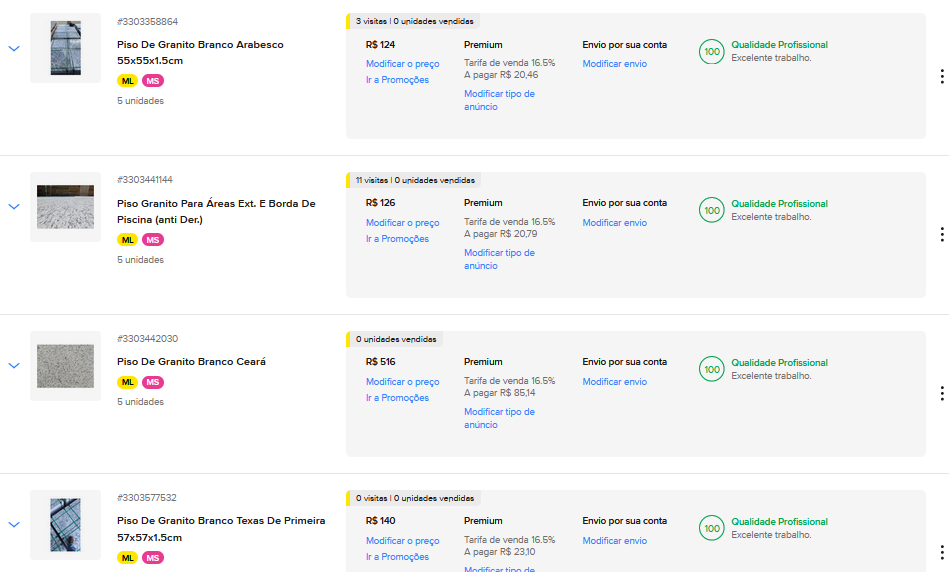 #3303358864
Piso De Granito Branco Arabesco
55x55x1.5cm
ML MS
5 unidades
3 visitas | 0 unidades vendidas
R$ 124
Modificar o preço
Ir a Promoções
Premium
Tarifa de venda 16.5%
A pagar R$ 20,46
Modificar tipo de
anúncio
Envio por sua conta
Modificar envio
100
Qualidade Profissional
Excelente trabalho.
#3303441144
Piso Granito Para Áreas Ext. E Borda De
Piscina (anti Der.)
ML MS
5 unidades
11 visitas | 0 unidades vendidas
R$ 126
Modificar o preço
Ir a Promoções
Premium
Tarifa de venda 16.5%
A pagar R$ 20,79
Modificar tipo de
anúncio
Envio por sua conta
Modificar envio
100
Qualidade Profissional
Excelente trabalho.
#3303442030
Piso De Granito Branco Ceará
ML MS
5 unidades
0 unidades vendidas
R$ 516
Modificar o preço
Ir a Promoções
Premium
Tarifa de venda 16.5%
A pagar R$ 85,14
Modificar tipo de
anúncio
Envio por sua conta
Modificar envio
100
Qualidade Profissional
Excelente trabalho.
#3303577532
Piso De Granito Branco Texas De Primeira
57x57x1.5cm
ML MS
0 visitas | 0 unidades vendidas
R$ 140
Modificar o preço
Ir a Promoções
Premium
Tarifa de venda 16.5%
A pagar R$ 23,10
Modificar tipo de
Envio por sua conta
Modificar envio
100
Qualidade Profissional
Excelente trabalho.